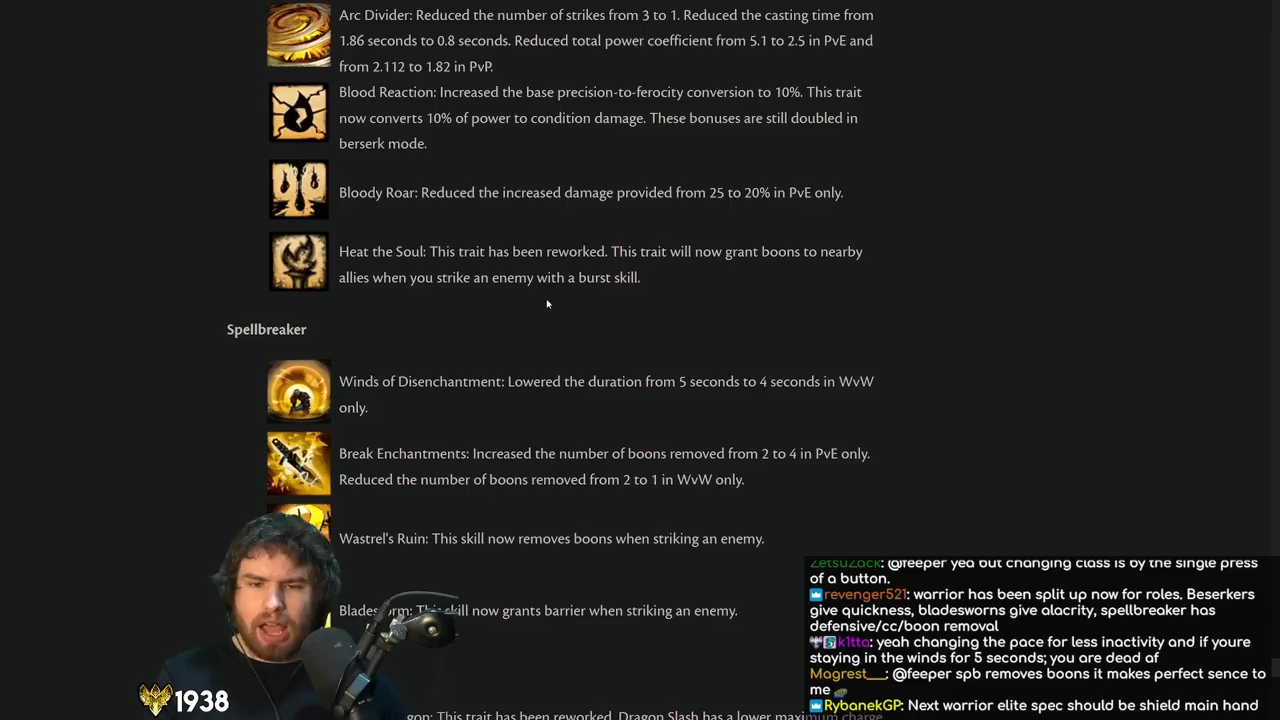 Arc Divider: Reduced the number of strikes from 3 to 1. Reduced the casting time from
1.86 seconds to 0.8 seconds. Reduced total power coefficient from 5.1 to 2.5 in PvE and
from 2.112 to 1.82 in PvP.
Blood Reaction: Increased the base precision-to-ferocity conversion to 10%. This trait
now converts 10% of power to condition damage. These bonuses are still doubled in
berserk mode.
Bloody Roar: Reduced the increased damage provided from 25 to 20% in PvE only.
Heat the Soul: This trait has been reworked. This trait will now grant boons to nearby
allies when you strike an enemy with a burst skill.
Spellbreaker
Winds of Disenchantment: Lowered the duration from 5 seconds to 4 seconds in WvW
only.
Break Enchantments: Increased the number of boons removed from 2 to 4 in PvE only.
Reduced the number of boons removed from 2 to 1 in WvW only.
Wastrel's Ruin: This skill now removes boons when striking an enemy.
skill now grants barrier when striking an enemy.
This trait has been reworked. Dragon Slash has a lower maximum charge
1938
ZetsuZack: @feeper yea but changing class is by the single press
of a button.
revenger521: warrior has been split up now for roles. Beserkers
give quickness, bladesworns give alacrity, spellbreaker has
defensive/cc/boon removal
k1tta: yeah changing the pace for less inactivity and if youre
staying in the winds for 5 seconds; you are dead af
Magrest__: @feeper spb removes boons it makes perfect sence to
me
RybanekGP: Next warrior elite spec should be shield main hand